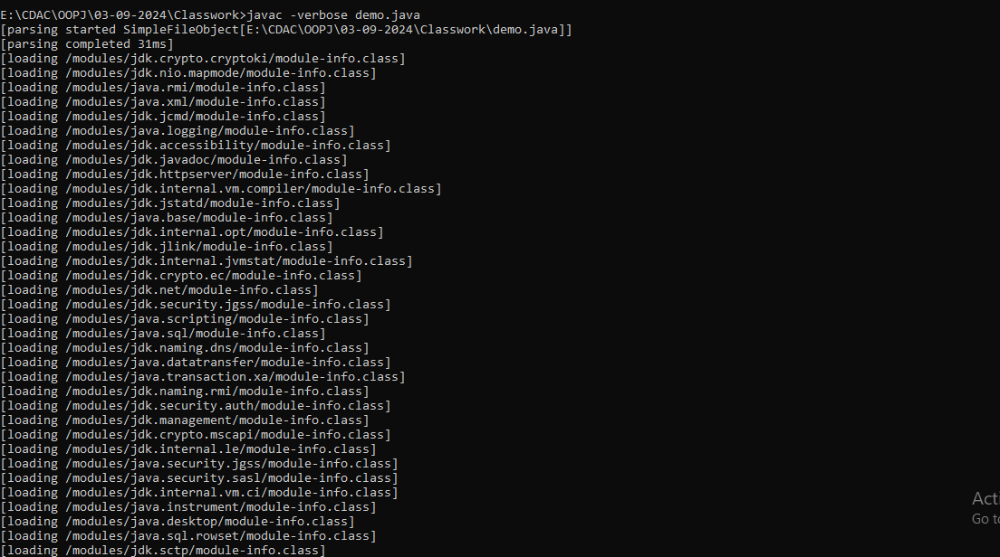 E:\CDAC\OOPJ\03-09-2024\Classwork>javac -verbose demo.java
[parsing started SimpleFileObject[E:\CDAC\OOPJ\03-09-2024\Classwork\demo.java]]
[parsing completed 31ms]
[loading /modules/jdk.crypto.cryptoki/module-info.class]
[loading /modules/jdk.nio.mapmode/module-info.class]
[loading /modules/java.rmi/module-info.class]
[loading /modules/java.xml/module-info.class]
[loading /modules/jdk.jcmd/module-info.class]
[loading /modules/java.logging/module-info.class]
[loading /modules/jdk.accessibility/module-info.class]
[loading /modules/jdk.javadoc/module-info.class]
[loading /modules/jdk.httpserver/module-info.class]
[loading /modules/jdk.internal.vm.compiler/module-info.class]
[loading /modules/jdk.jstatd/module-info.class]
[loading /modules/java.base/module-info.class]
[loading /modules/jdk.internal.opt/module-info.class]
[loading /modules/jdk.jlink/module-info.class]
[loading /modules/jdk.internal.jvmstat/module-info.class]
[loading /modules/jdk.crypto.ec/module-info.class]
[loading /modules/jdk.net/module-info.class]
[loading /modules/jdk.security.jgss/module-info.class]
[loading /modules/java.scripting/module-info.class]
[loading /modules/java.sql/module-info.class]
[loading /modules/jdk.naming.dns/module-info.class]
[loading /modules/java.datatransfer/module-info.class]
[loading /modules/java.transaction.xa/module-info.class]
[loading /modules/jdk.naming.rmi/module-info.class]
[loading /modules/jdk.security.auth/module-info.class]
[loading /modules/jdk.management/module-info.class]
[loading /modules/jdk.crypto.mscapi/module-info.class]
[loading /modules/jdk.internal.le/module-info.class]
[loading /modules/java.security.jgss/module-info.class]
[loading /modules/java.security.sasl/module-info.class]
[loading /modules/jdk.internal.vm.ci/module-info.class]
[loading /modules/java.instrument/module-info.class]
[loading /modules/java.desktop/module-info.class]
[loading /modules/java.sql.rowset/module-info.class]
[loading /modules/jdk.sctp/module-info.class]
Acti
Go to